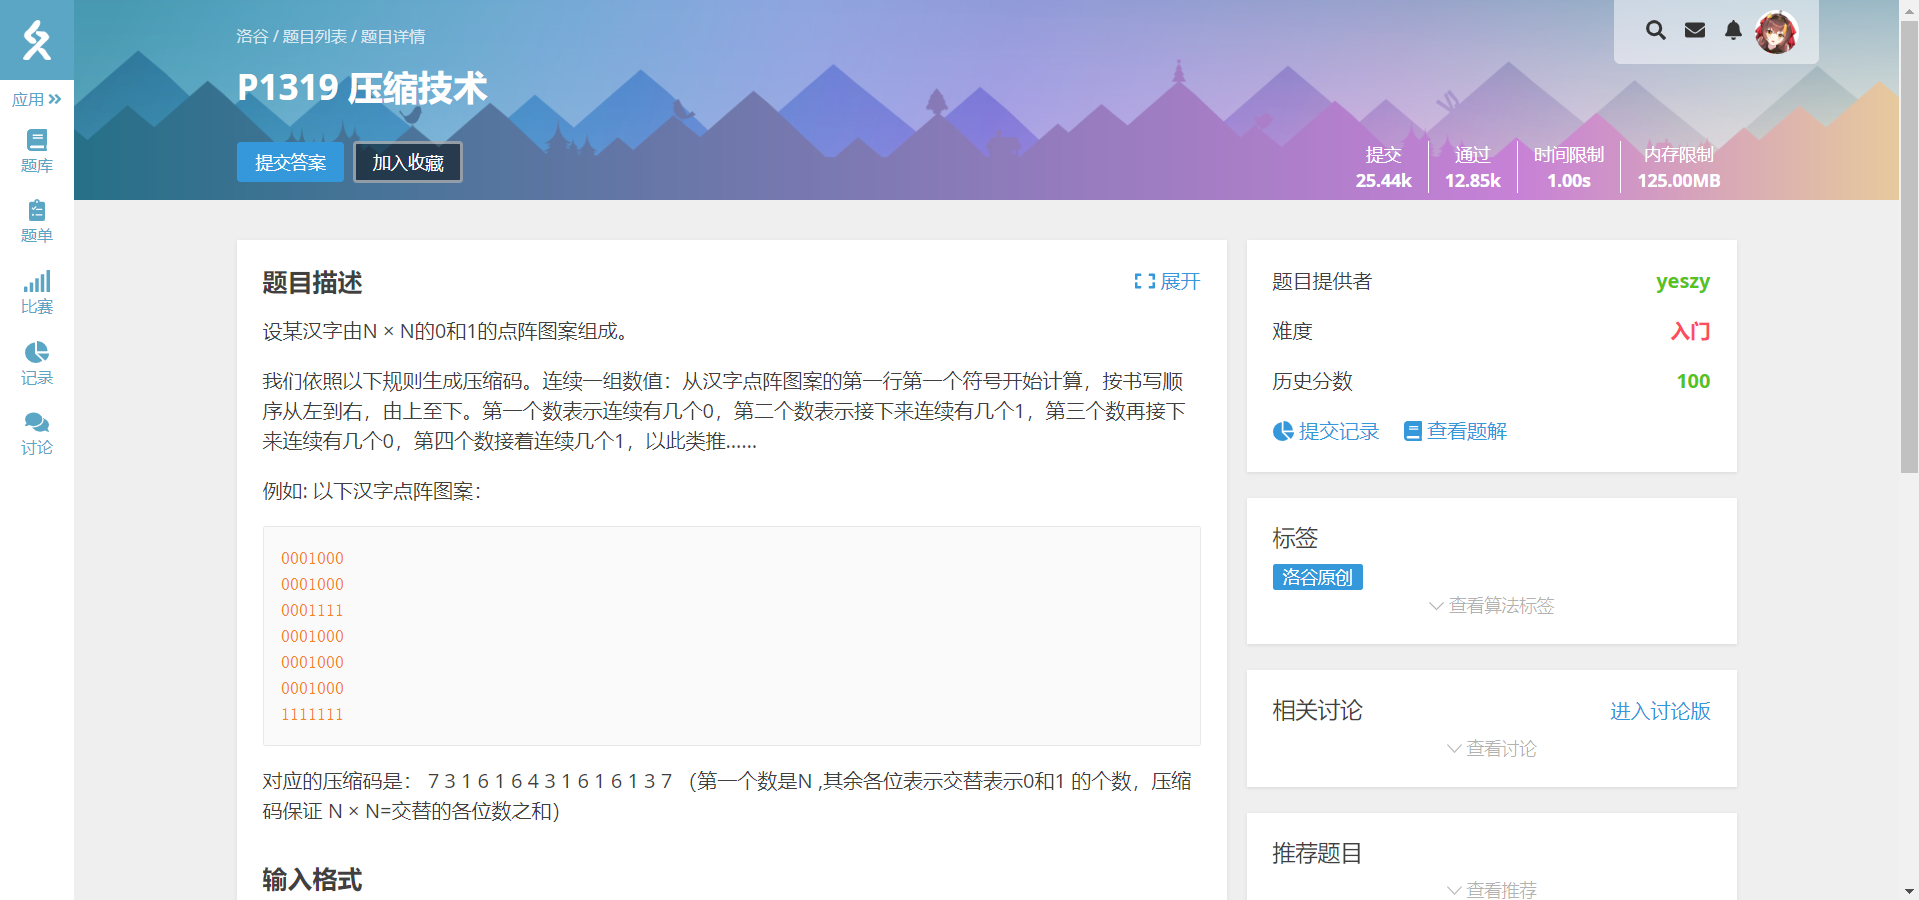 洛谷 / 题目列表 / 题目详情
P1319 压缩技术
提交答案
加入收藏
提交
25.44k
通过
12.85k
时间限制
1.00s
内存限制
125.00MB
应用
题库
题单
比赛
记录
讨论
题目描述
展开
设某汉字由N × N的0和1的点阵图案组成。
我们依照以下规则生成压缩码。连续一组数值：从汉字点阵图案的第一行第一个符号开始计算，按书写顺
序从左到右，由上至下。第一个数表示连续有几个0，第二个数表示接下来连续有几个1，第三个数再接下
来连续有几个0，第四个数接着连续几个1，以此类推……
例如: 以下汉字点阵图案：
0001000
0001000
0001111
0001000
0001000
0001000
1111111
对应的压缩码是： 7 3 1 6 1 6 4 3 1 6 1 6 1 3 7 （第一个数是N ,其余各位表示交替表示0和1 的个数，压缩
码保证 N × N=交替的各位数之和）
输入格式
题目提供者
yeszy
难度
入门
历史分数
100
提交记录
查看题解
标签
洛谷原创
查看算法标签
相关讨论
进入讨论版
查看讨论
推荐题目
查看推荐